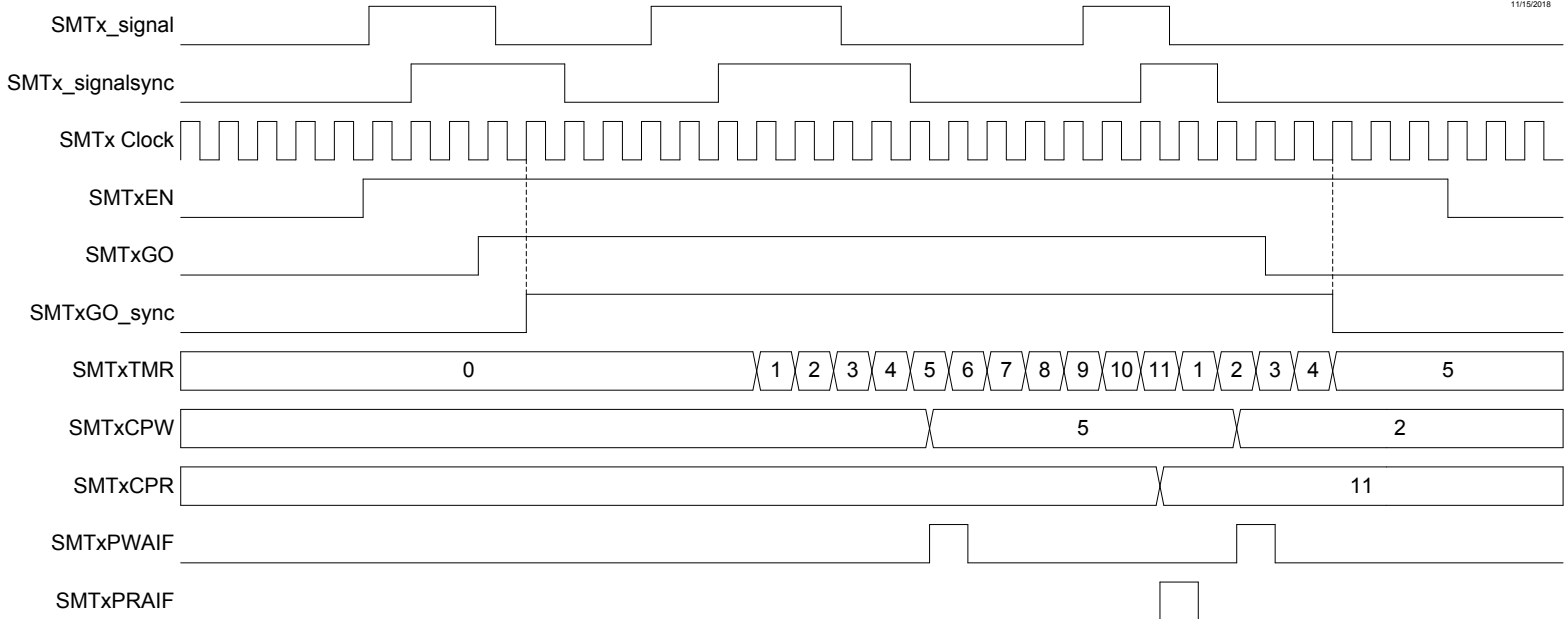 11/15/2018
SMTx_signal
SMTx_signalsync
SMTx Clock
SMTxEN
SMTxGO
SMTxGO_sync
SMTxTMR 0 1 2 3 4 5 6 7 8 9 10 11 1 2 3 4 5
SMTxCPW 5 2
SMTxCPR 11
SMTxPWAIF
SMTxPRAIF